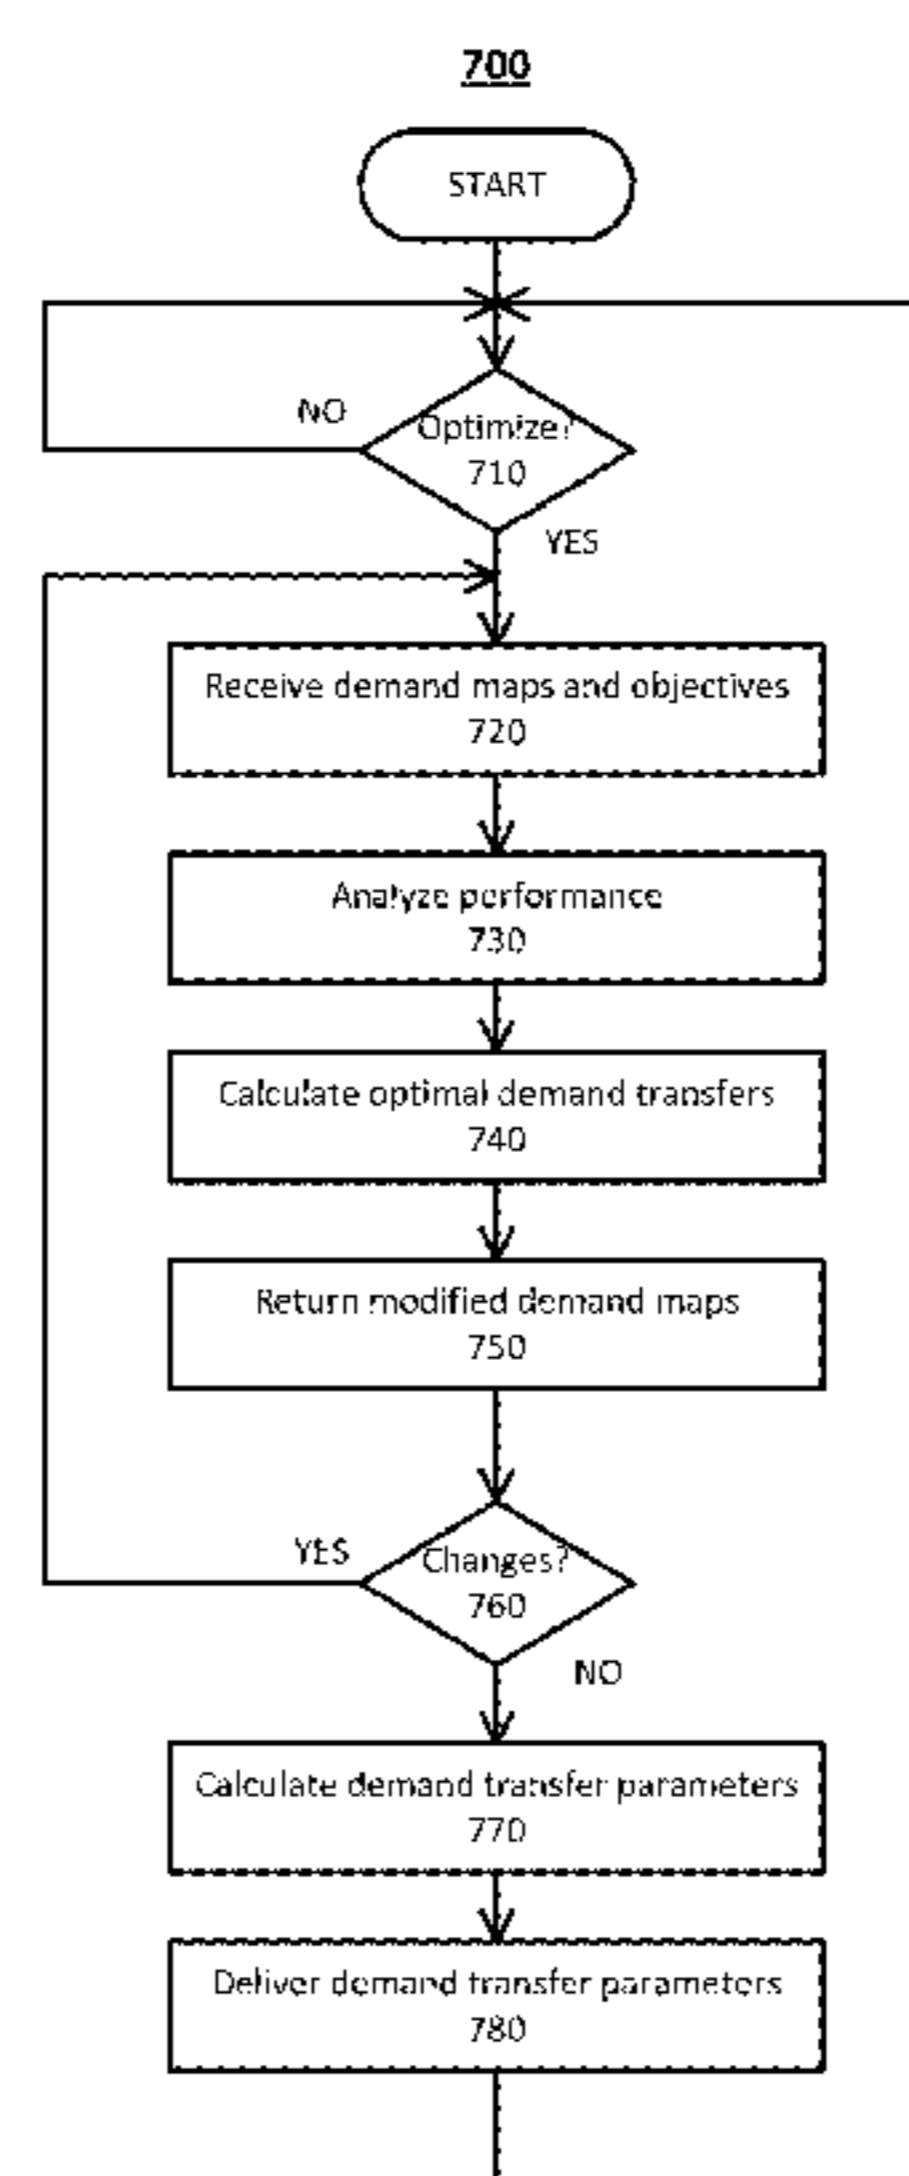 700
START
NO
Optimize?
710
YES
Receive demand maps and objectives
720
Analyze performance
730
Calculate optimal demand transfers
740
Return modified demand maps
750
YES
Changes?
760
NO
Calculate demand transfer parameters
770
Deliver demand transfer parameters
780